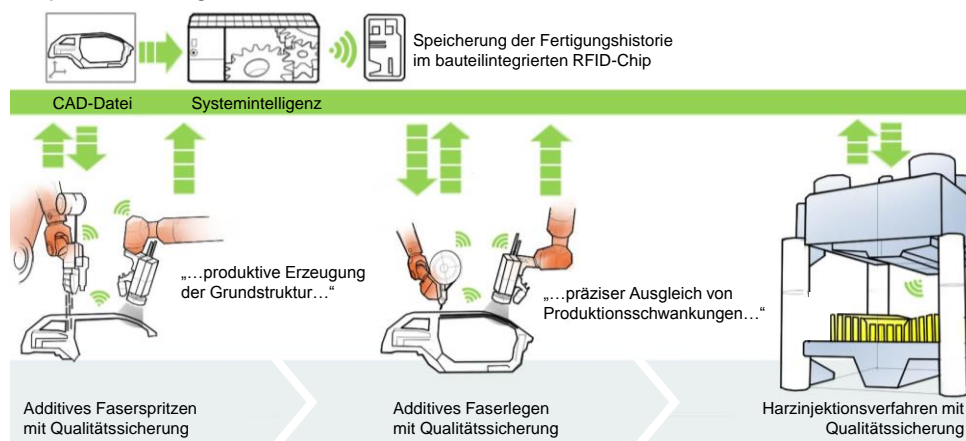 Speicherung der Fertigungshistorie
im bauteilintegrierten RFID-Chip
CAD-Datei
Systemintelligenz
„…produktive Erzeugung
der Grundstruktur…“
„…präziser Ausgleich von
Produktionsschwankungen…“
Additives Faserspritzen
mit Qualitätssicherung
Additives Faserlegen
mit Qualitätssicherung
Harzinjektionsverfahren mit
Qualitätssicherung